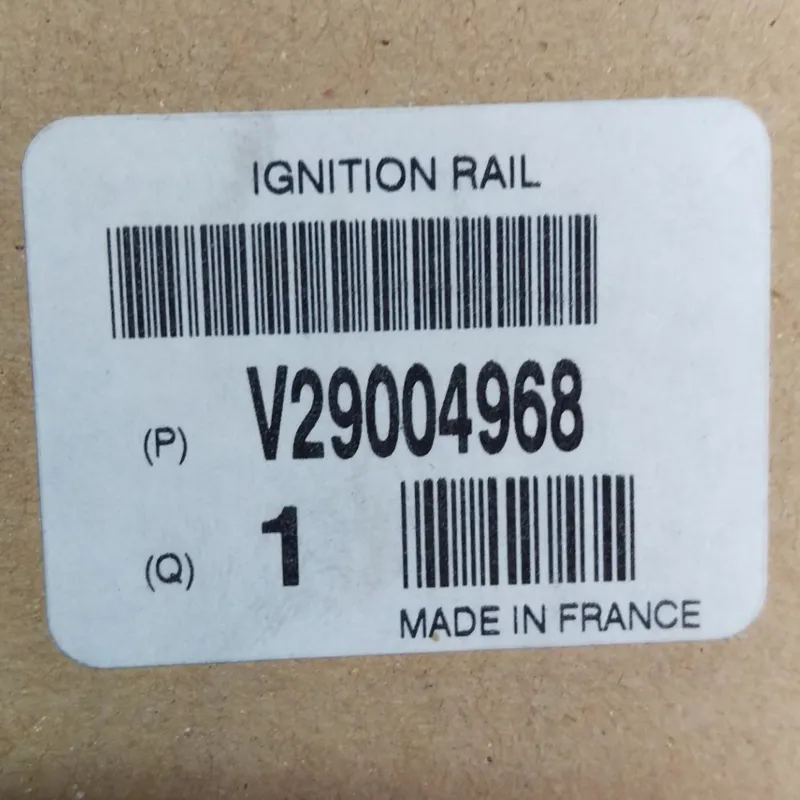 IGNITION RAIL
(P) V29004968
(Q) 1
MADE IN FRANCE